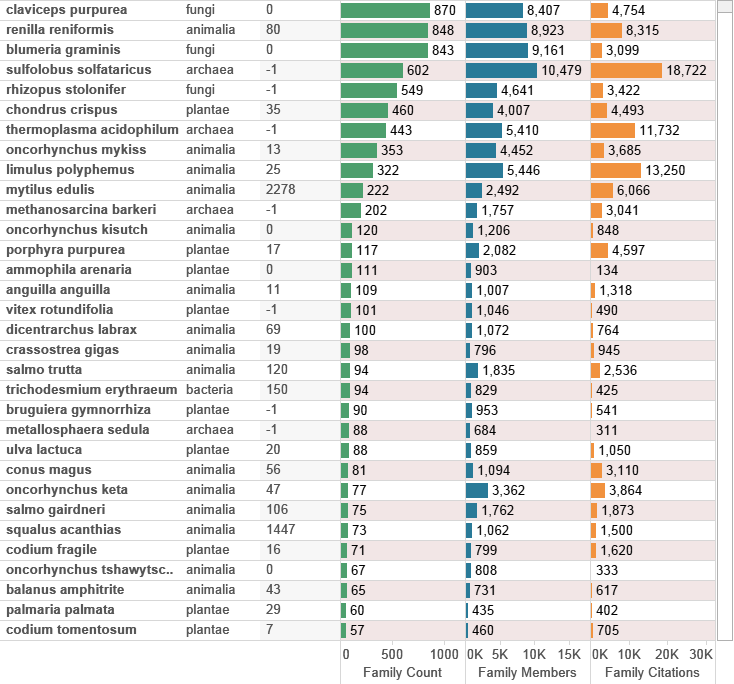 claviceps purpurea fungi 0 870 8,407 4,754
renilla reniformis animalia 80 848 8,923 8,315
blumeria graminis fungi 0 843 9,161 3,099
sulfolobus solfataricus archaea -1 602 10,479 18,722
rhizopus stolonifer fungi -1 549 4,641 3,422
chondrus crispus plantae 35 460 4,007 4,493
thermoplasma acidophilum archaea -1 443 5,410 11,732
oncorhynchus mykiss animalia 13 353 4,452 3,685
limulus polyphemus animalia 25 322 5,446 13,250
mytilus edulis animalia 2278 222 2,492 6,066
methanosarcina barkeri archaea -1 202 1,757 3,041
oncorhynchus kisutch animalia 0 120 1,206 848
porphyra purpurea plantae 17 117 2,082 4,597
ammophila arenaria plantae 0 111 903 134
anguilla anguilla animalia 11 109 1,007 1,318
vitex rotundifolia plantae -1 101 1,046 490
dicentrarchus labrax animalia 69 100 1,072 764
crassostrea gigas animalia 19 98 796 945
salmo trutta animalia 120 94 1,835 2,536
trichodesmium erythraeum bacteria 150 94 829 425
bruguiera gymnorrhiza plantae -1 90 953 541
metallosphaera sedula archaea -1 88 684 311
ulva lactuca plantae 20 88 859 1,050
conus magus animalia 56 81 1,094 3,110
oncorhynchus keta animalia 47 77 3,362 3,864
salmo gairdneri animalia 106 75 1,762 1,873
squalus acanthias animalia 1447 73 1,062 1,500
codium fragile plantae 16 71 799 1,620
oncorhynchus tshawytsc.. animalia 0 67 808 333
balanus amphitrite animalia 43 65 731 617
palmaria palmata plantae 29 60 435 402
codium tomentosum plantae 7 57 460 705
0 500 1000 0K 5K 10K 15K 0K 10K 20K 30K
Family Count Family Members Family Citations